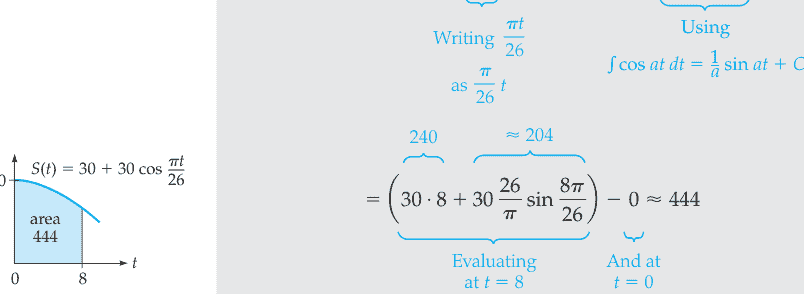 Writing πt/26
as π/26 t
Using
∫cos at dt = 1/a sin at + C
S(t) = 30 + 30 cos πt/26
0
area
444
0 8 t
240 ≈ 204
= (30 · 8 + 30 26/π sin 8π/26) − 0 ≈ 444
Evaluating
at t = 8
And at
t = 0